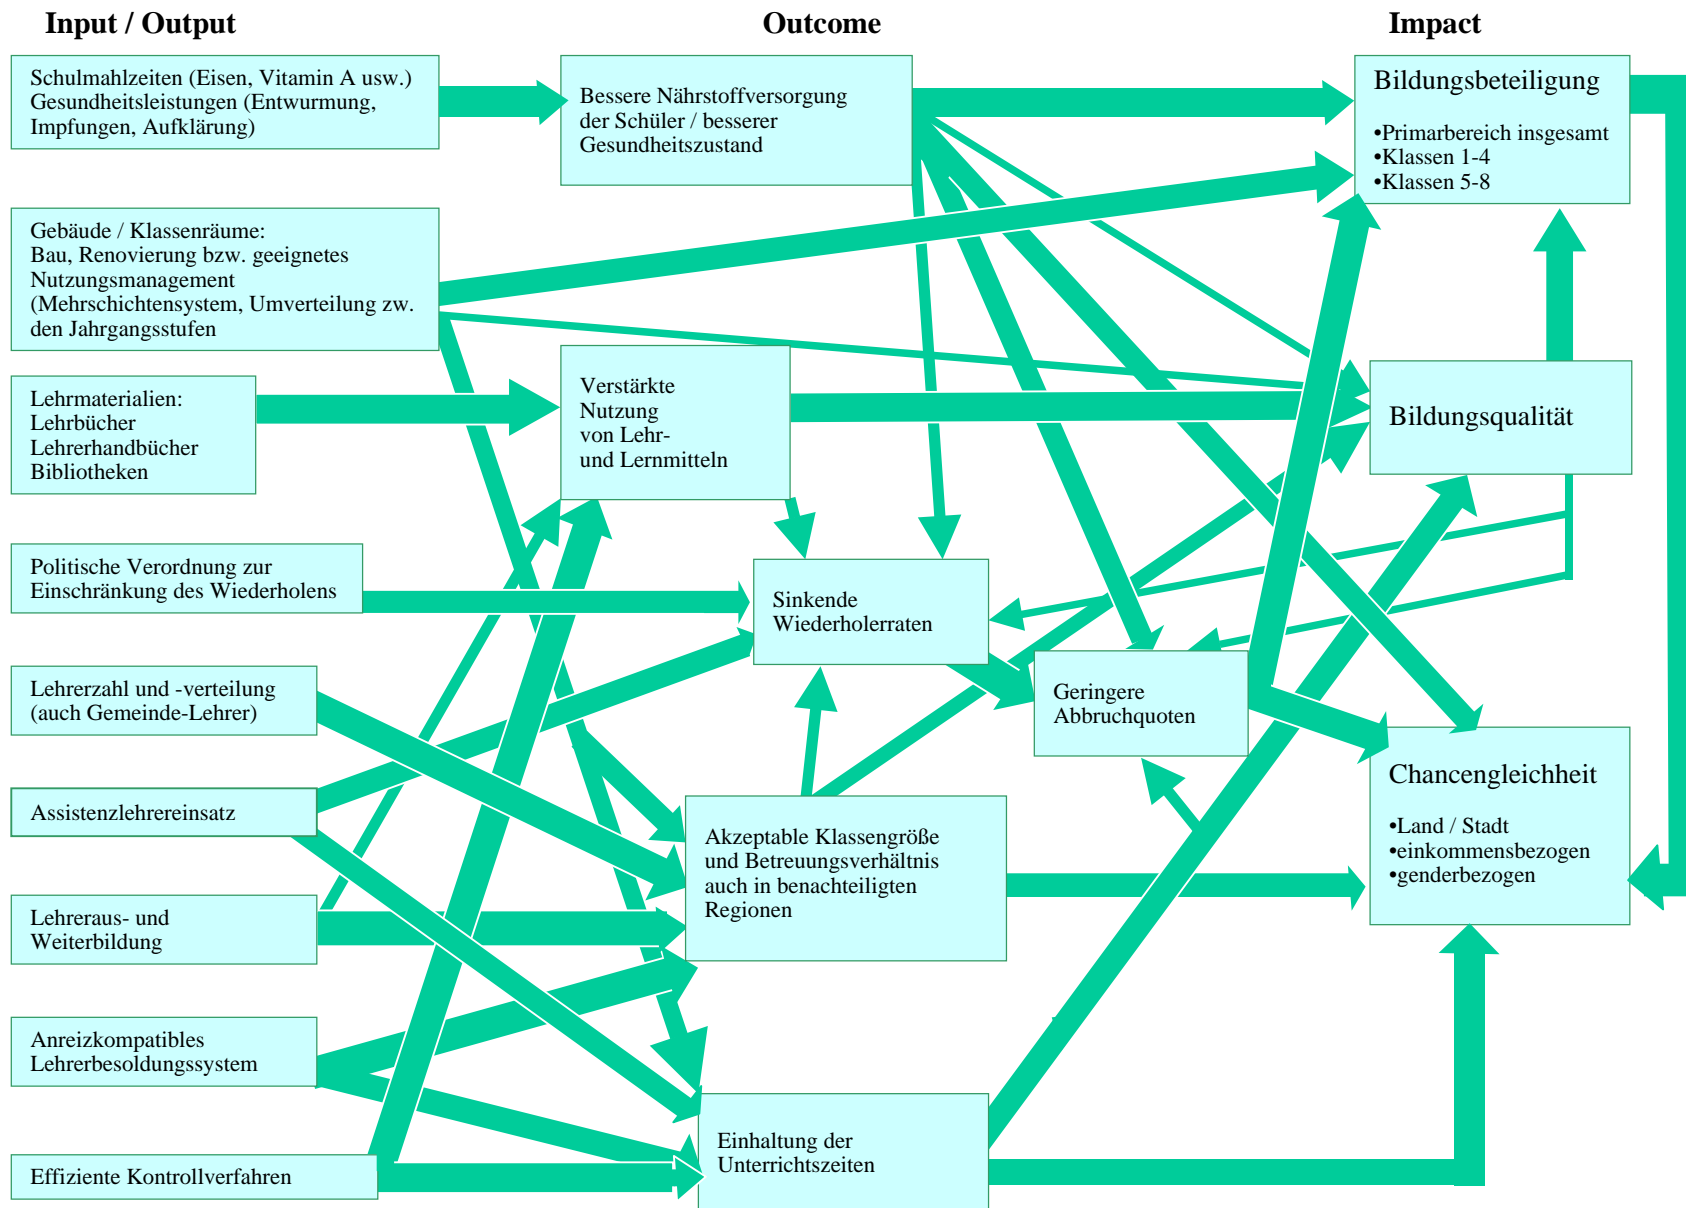 Input / Output
Outcome
Impact
Schulmahlzeiten (Eisen, Vitamin A usw.)
Gesundheitsleistungen (Entwurmung,
Impfungen, Aufklärung)
Bessere Nährstoffversorgung
der Schüler / besserer
Gesundheitszustand
Bildungsbeteiligung
•Primarbereich insgesamt
•Klassen 1-4
•Klassen 5-8
Gebäude / Klassenräume:
Bau, Renovierung bzw. geeignetes
Nutzungsmanagement
(Mehrschichtensystem, Umverteilung zw.
den Jahrgangsstufen
Lehrmaterialien:
Lehrbücher
Lehrerhandbücher
Bibliotheken
Verstärkte
Nutzung
von Lehr-
und Lernmitteln
Bildungsqualität
Politische Verordnung zur
Einschränkung des Wiederholens
Sinkende
Wiederholerraten
Lehrerzahl und -verteilung
(auch Gemeinde-Lehrer)
Geringere
Abbruchquoten
Chancengleichheit
•Land / Stadt
•einkommensbezogen
•genderbezogen
Assistenzlehrereinsatz
Akzeptable Klassengröße
und Betreuungsverhältnis
auch in benachteiligten
Regionen
Lehreraus- und
Weiterbildung
Anreizkompatibles
Lehrerbesoldungssystem
Einhaltung der
Unterrichtszeiten
Effiziente Kontrollverfahren